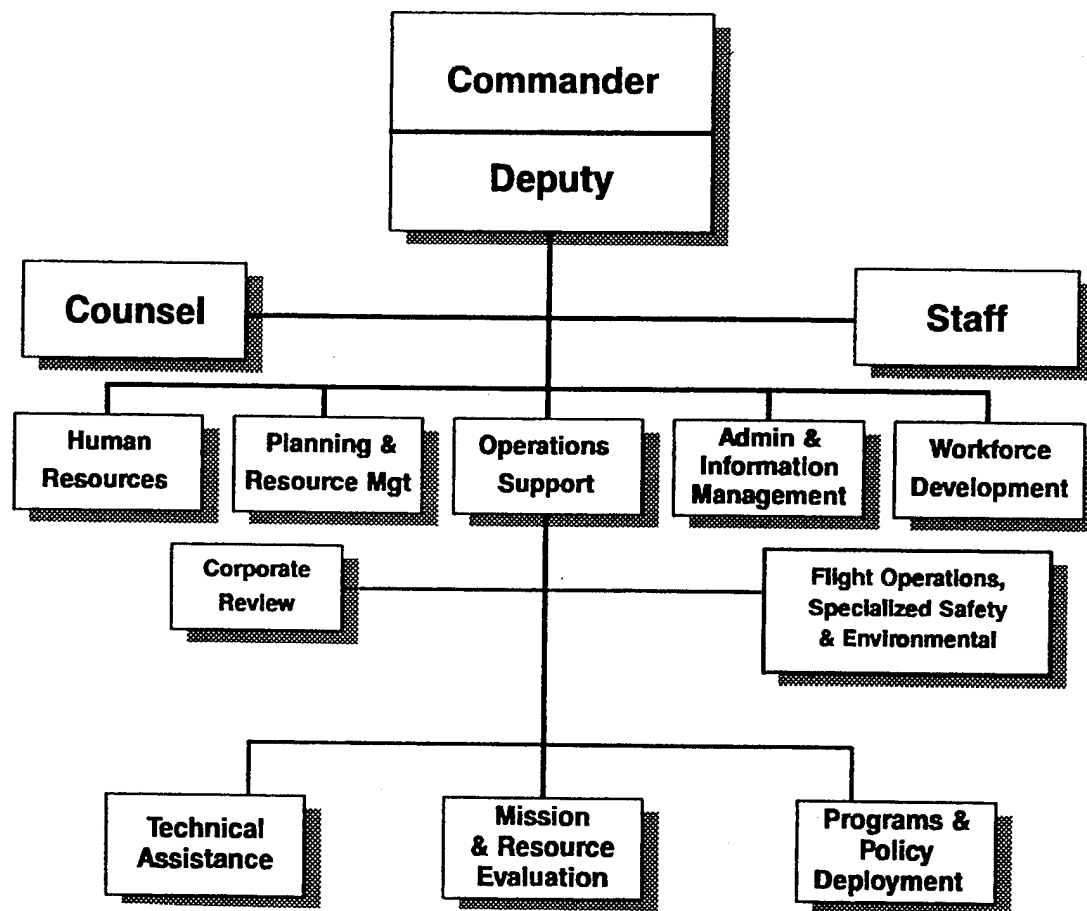 Commander
Deputy
Counsel
Staff
Human
Resources
Planning &
Resource Mgt
Operations
Support
Admin &
Information
Management
Workforce
Development
Corporate
Review
Flight Operations,
Specialized Safety
& Environmental
Technical
Assistance
Mission
& Resource
Evaluation
Programs &
Policy
Deployment